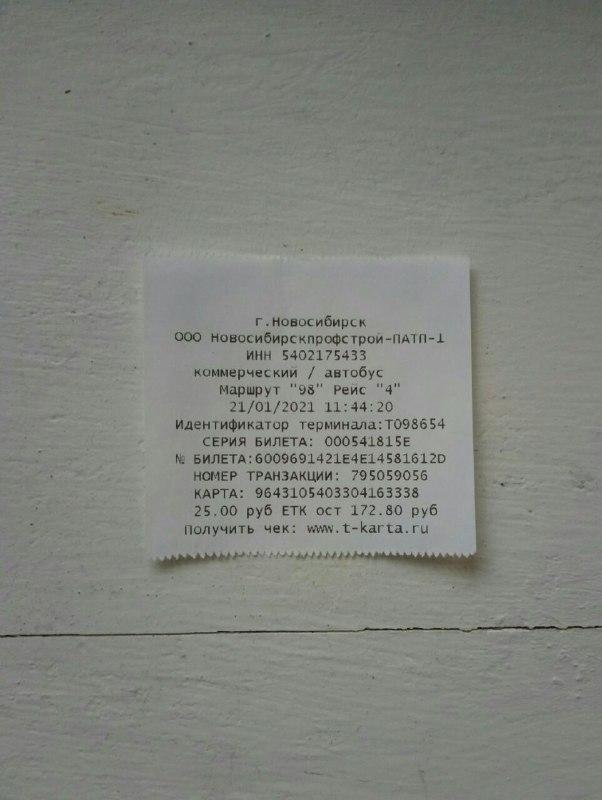 г.Новосибирск
ООО Новосибирскпрофстрой-ПАТП-1
ИНН 5402175433
коммерческий / автобус
Маршрут "98" Рейс "4"
21/01/2021 11:44:20
Идентификатор терминала:T098654
СЕРИЯ БИЛЕТА: 000541815E
№ БИЛЕТА:6009691421E4E14581612D
НОМЕР ТРАНЗАКЦИИ: 795059056
КАРТА: 9643105403304163338
25.00 руб ЕТК ост 172.80 руб
Получить чек: www.t-karta.ru